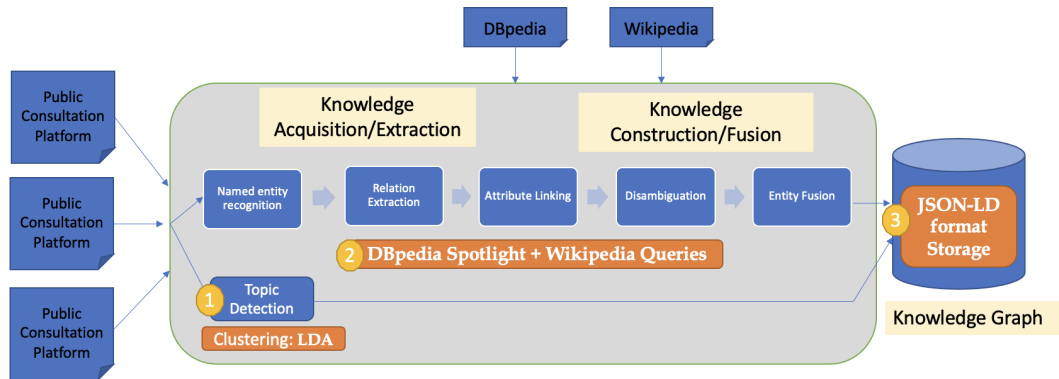 DBpedia
Wikipedia
Public
Consultation
Platform
Public
Consultation
Platform
Public
Consultation
Platform
Knowledge
Acquisition/Extraction
Knowledge
Construction/Fusion
Named entity
recognition
Relation
Extraction
Attribute Linking
Disambiguation
Entity Fusion
2
DBpedia Spotlight + Wikipedia Queries
1
Topic
Detection
Clustering: LDA
3
JSON-LD
format
Storage
Knowledge Graph